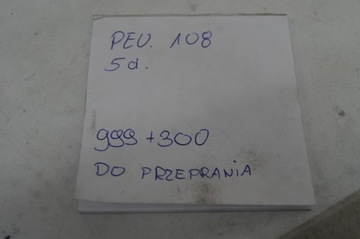 PEU. 108
5d.
999 + 300
DO PRZEPRANIA